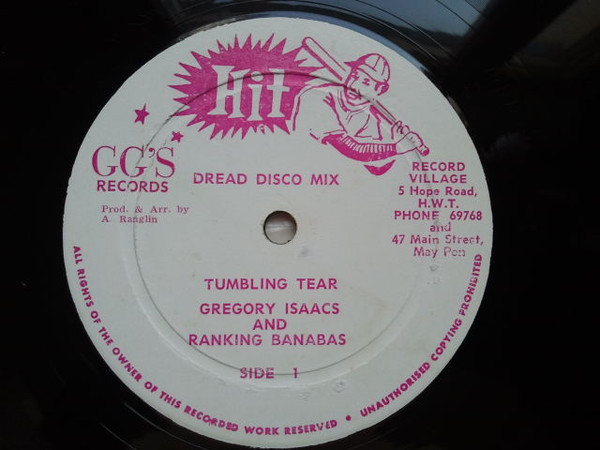 Hit
GG'S
RECORDS
Prod. & Arr. by
A. Ranglin
DREAD DISCO MIX
RECORD
VILLAGE
5 Hope Road,
H.W.T.
PHONE 69768
and
47 Main Street,
May Pen
TUMBLING TEAR
GREGORY ISAACS
AND
RANKING BANABAS
SIDE 1
ALL RIGHTS OF THE OWNER OF THIS RECORDED WORK RESERVED • UNAUTHORISED COPYING PROHIBITED